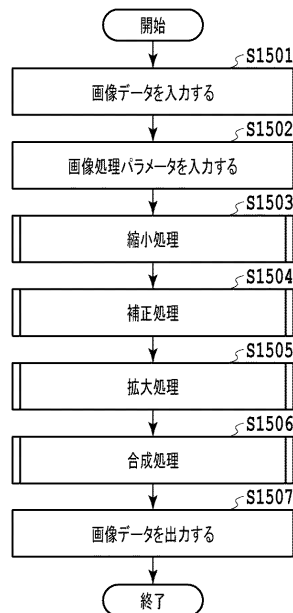 開始
S1501
画像データを入力する
S1502
画像処理パラメータを入力する
S1503
縮小処理
S1504
補正処理
S1505
拡大処理
S1506
合成処理
S1507
画像データを出力する
終了